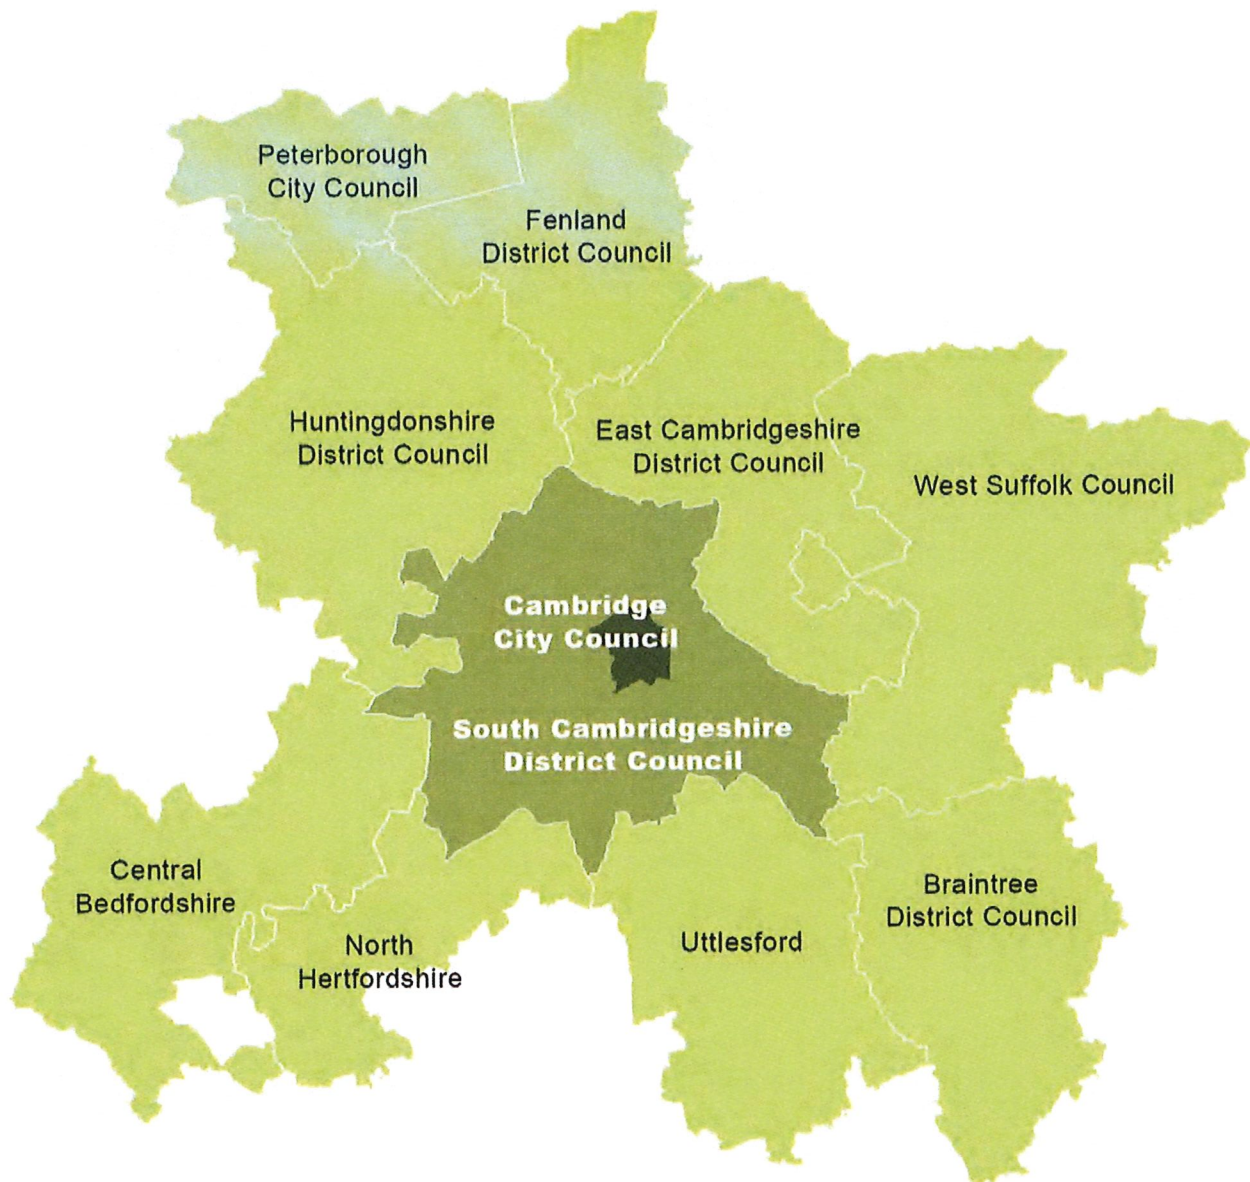 Peterborough
City Council
Fenland
District Council
Huntingdonshire
District Council
East Cambridgeshire
District Council
West Suffolk Council
Cambridge
City Council
South Cambridgeshire
District Council
Central
Bedfordshire
North
Hertfordshire
Uttlesford
Braintree
District Council